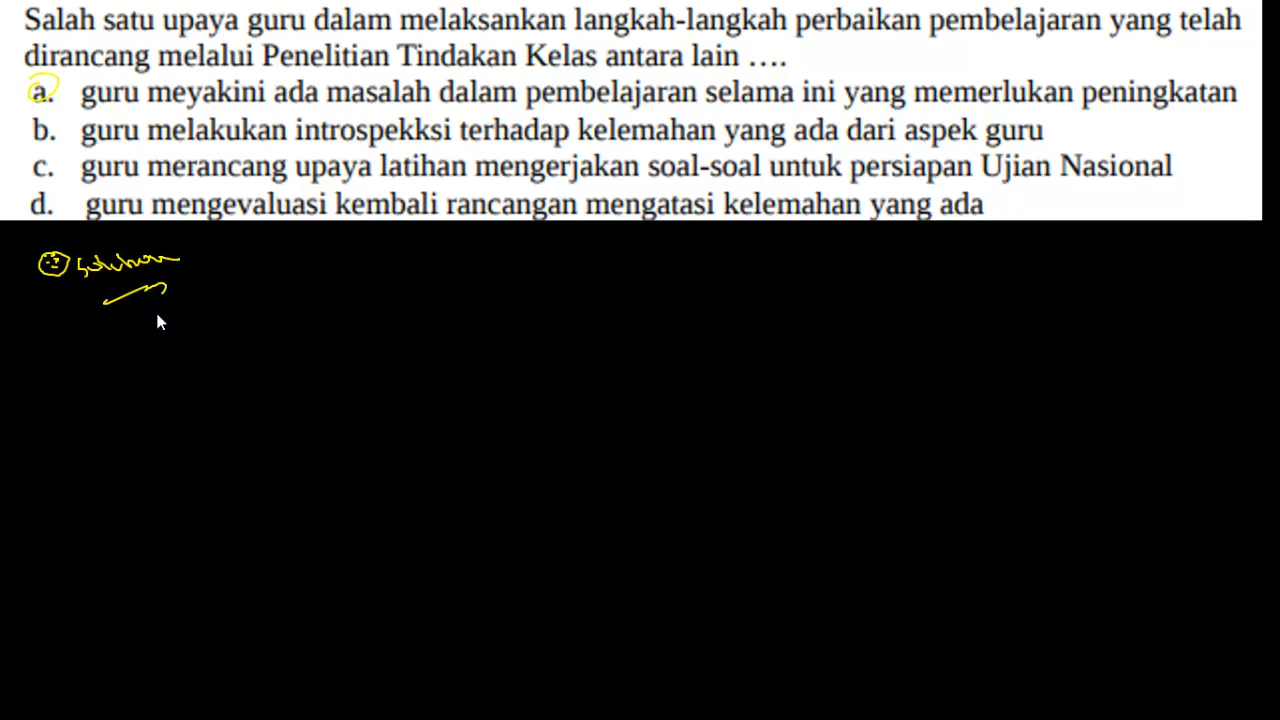 Salah satu upaya guru dalam melaksankan langkah-langkah perbaikan pembelajaran yang telah
dirancang melalui Penelitian Tindakan Kelas antara lain ….
a. guru meyakini ada masalah dalam pembelajaran selama ini yang memerlukan peningkatan
b. guru melakukan introspekksi terhadap kelemahan yang ada dari aspek guru
c. guru merancang upaya latihan mengerjakan soal-soal untuk persiapan Ujian Nasional
d. guru mengevaluasi kembali rancangan mengatasi kelemahan yang ada